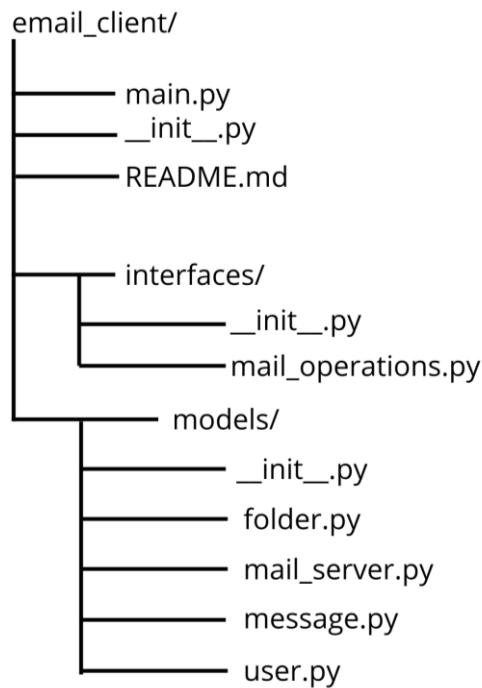 email_client/
main.py
__init__.py
README.md
interfaces/
__init__.py
mail_operations.py
models/
__init__.py
folder.py
mail_server.py
message.py
user.py